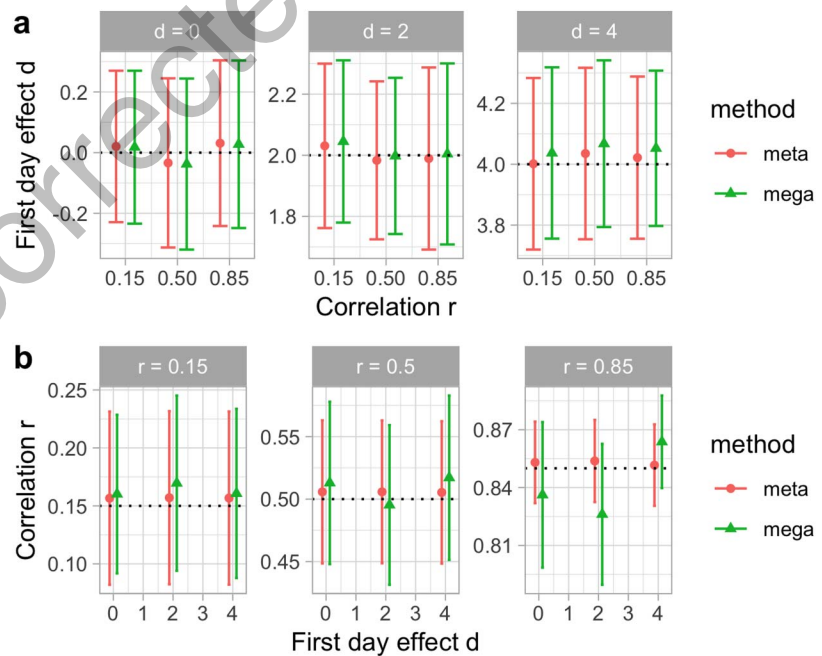 a
d = 0
d = 2
d = 4
First day effect d
0.2
0.0
-0.2
2.2
2.0
1.8
4.2
4.0
3.8
0.15 0.50 0.85
0.15 0.50 0.85
0.15 0.50 0.85
Correlation r
method
meta
mega
b
r = 0.15
r = 0.5
r = 0.85
Correlation r
0.25
0.20
0.15
0.10
0.55
0.50
0.45
0.87
0.84
0.81
0 1 2 3 4
0 1 2 3 4
0 1 2 3 4
First day effect d
method
meta
mega
orrecte